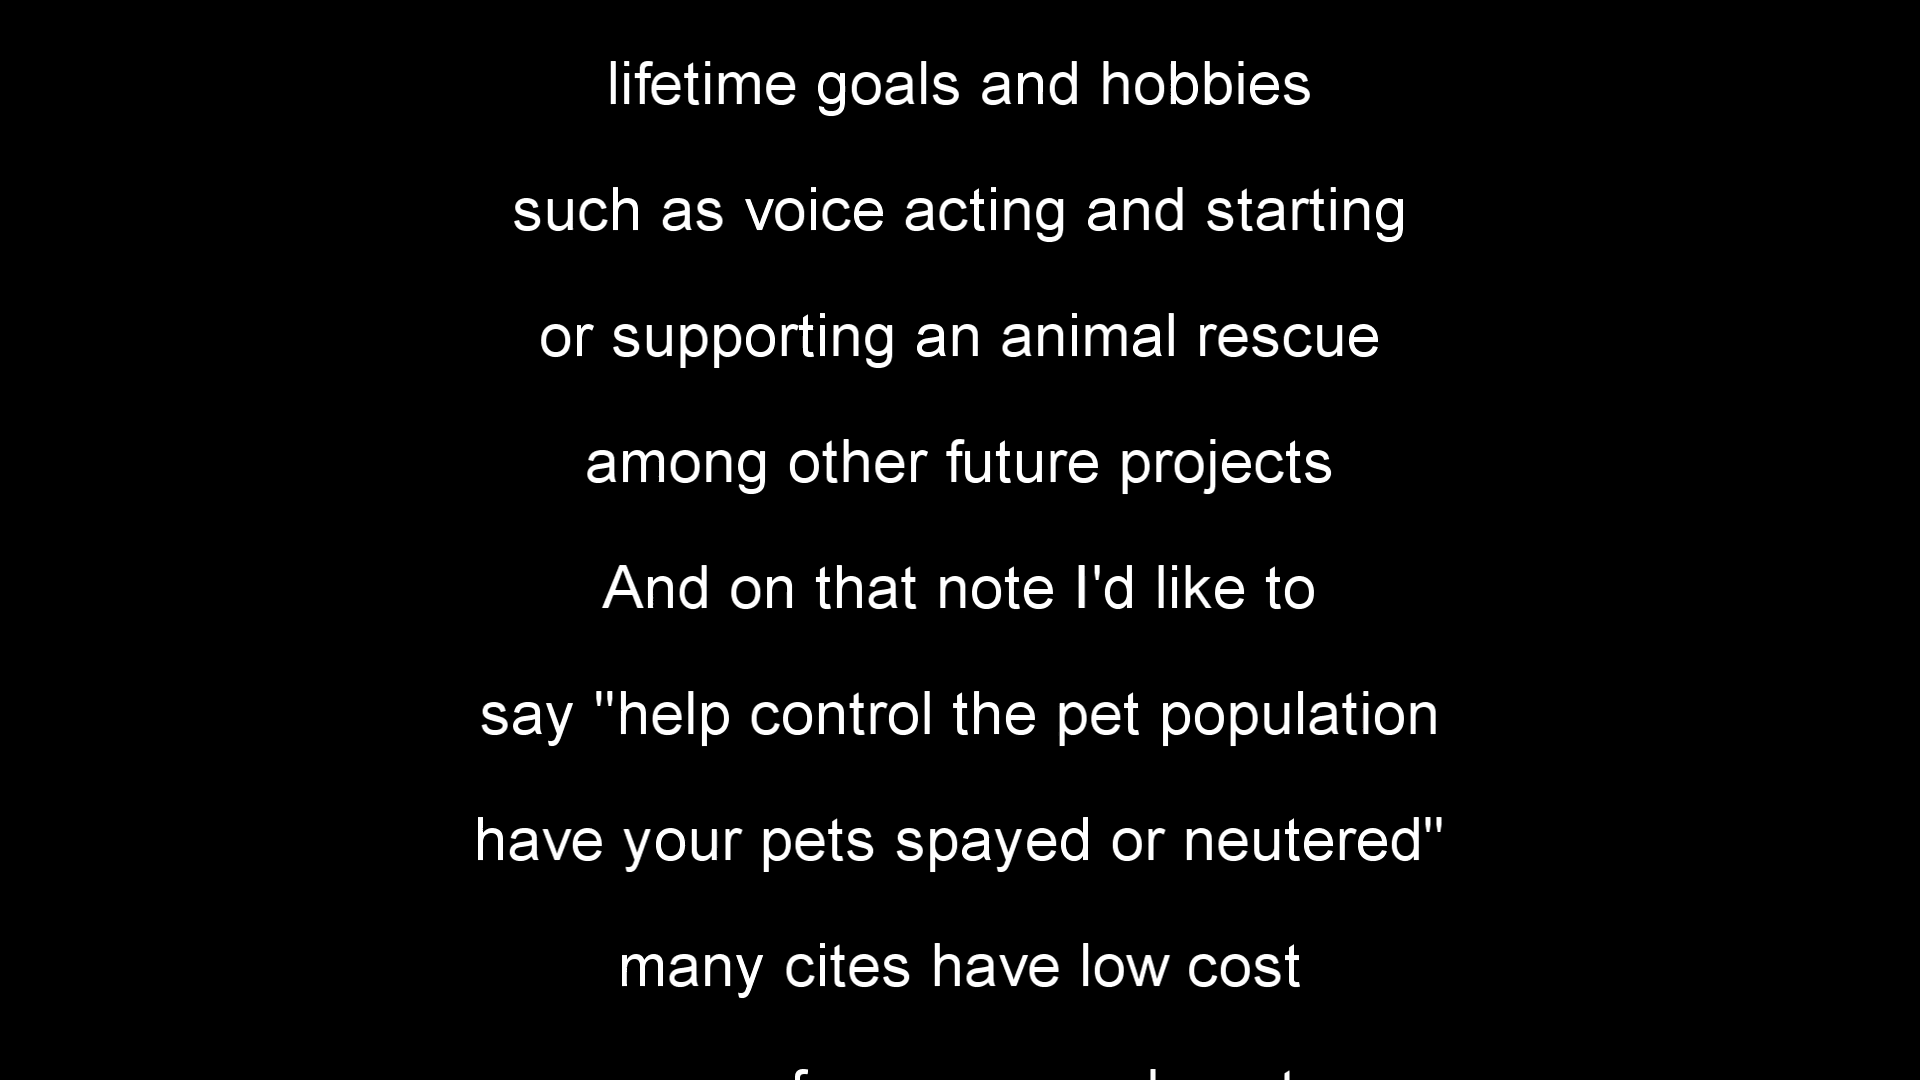 lifetime goals and hobbies
such as voice acting and starting
or supporting an animal rescue
among other future projects
And on that note I'd like to
say "help control the pet population
have your pets spayed or neutered"
many cites have low cost